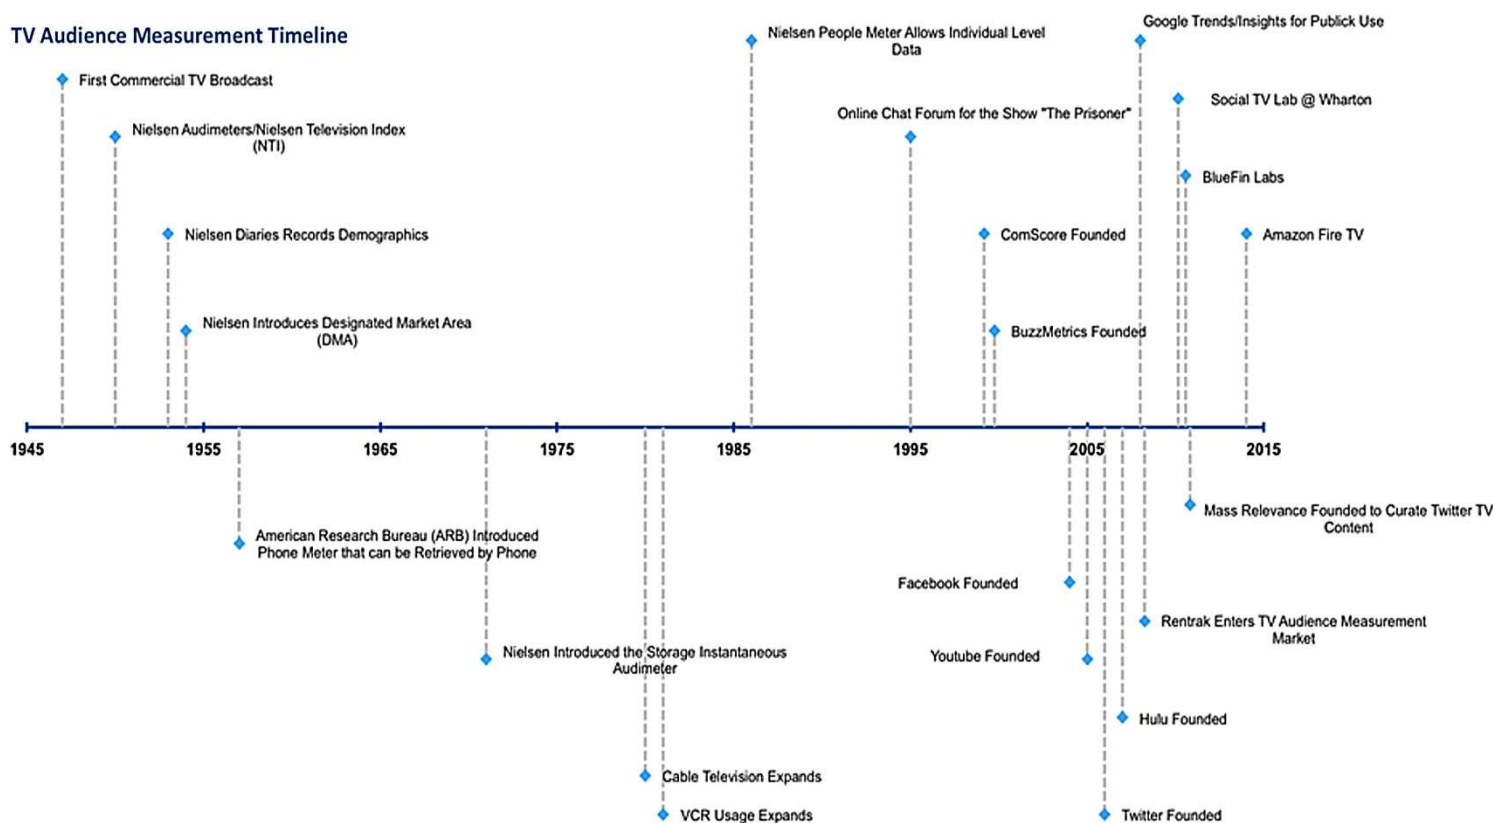 TV Audience Measurement Timeline
Google Trends/Insights for Publick Use
Nielsen People Meter Allows Individual Level
Data
First Commercial TV Broadcast
Social TV Lab @ Wharton
Online Chat Forum for the Show "The Prisoner"
Nielsen Audimeters/Nielsen Television Index
(NTI)
BlueFin Labs
Nielsen Diaries Records Demographics
ComScore Founded
Amazon Fire TV
Nielsen Introduces Designated Market Area
(DMA)
BuzzMetrics Founded
1945 1955 1965 1975 1985 1995 2005 2015
Mass Relevance Founded to Curate Twitter TV
Content
American Research Bureau (ARB) Introduced
Phone Meter that can be Retrieved by Phone
Facebook Founded
Rentrak Enters TV Audience Measurement
Market
Nielsen Introduced the Storage Instantaneous
Audimeter
Youtube Founded
Hulu Founded
Cable Television Expands
VCR Usage Expands
Twitter Founded